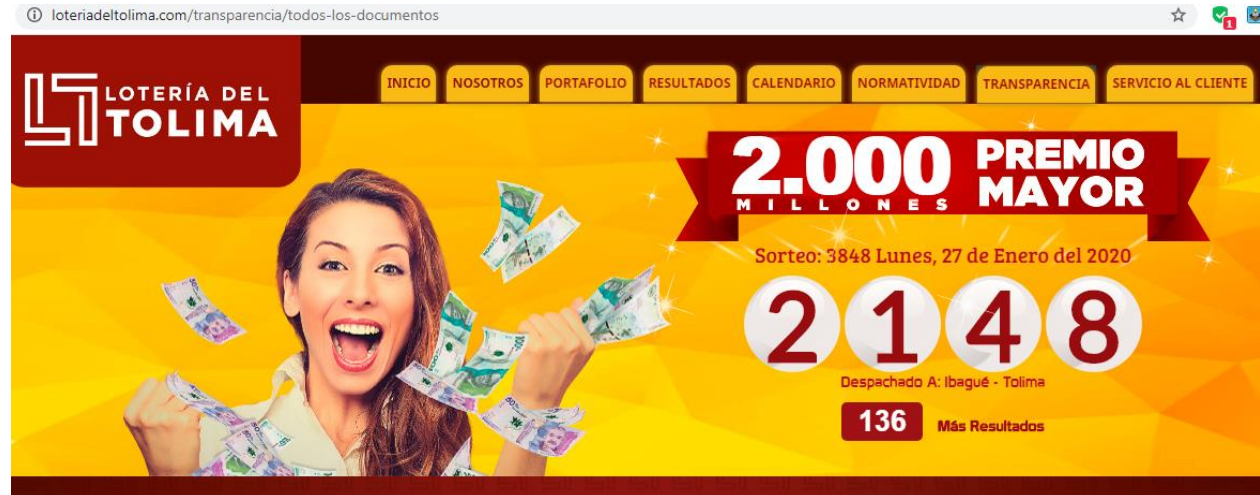 loteriadeltolima.com/transparencia/todos-los-documentos
1
LOTERÍA DEL
TOLIMA
INICIO NOSOTROS PORTAFOLIO RESULTADOS CALENDARIO NORMATIVIDAD TRANSPARENCIA SERVICIO AL CLIENTE
2.000
MILLONES
PREMIO
MAYOR
Sorteo: 3848 Lunes, 27 de Enero del 2020
2 1 4 8
Despachado A: Ibagué - Tolima
136 Más Resultados